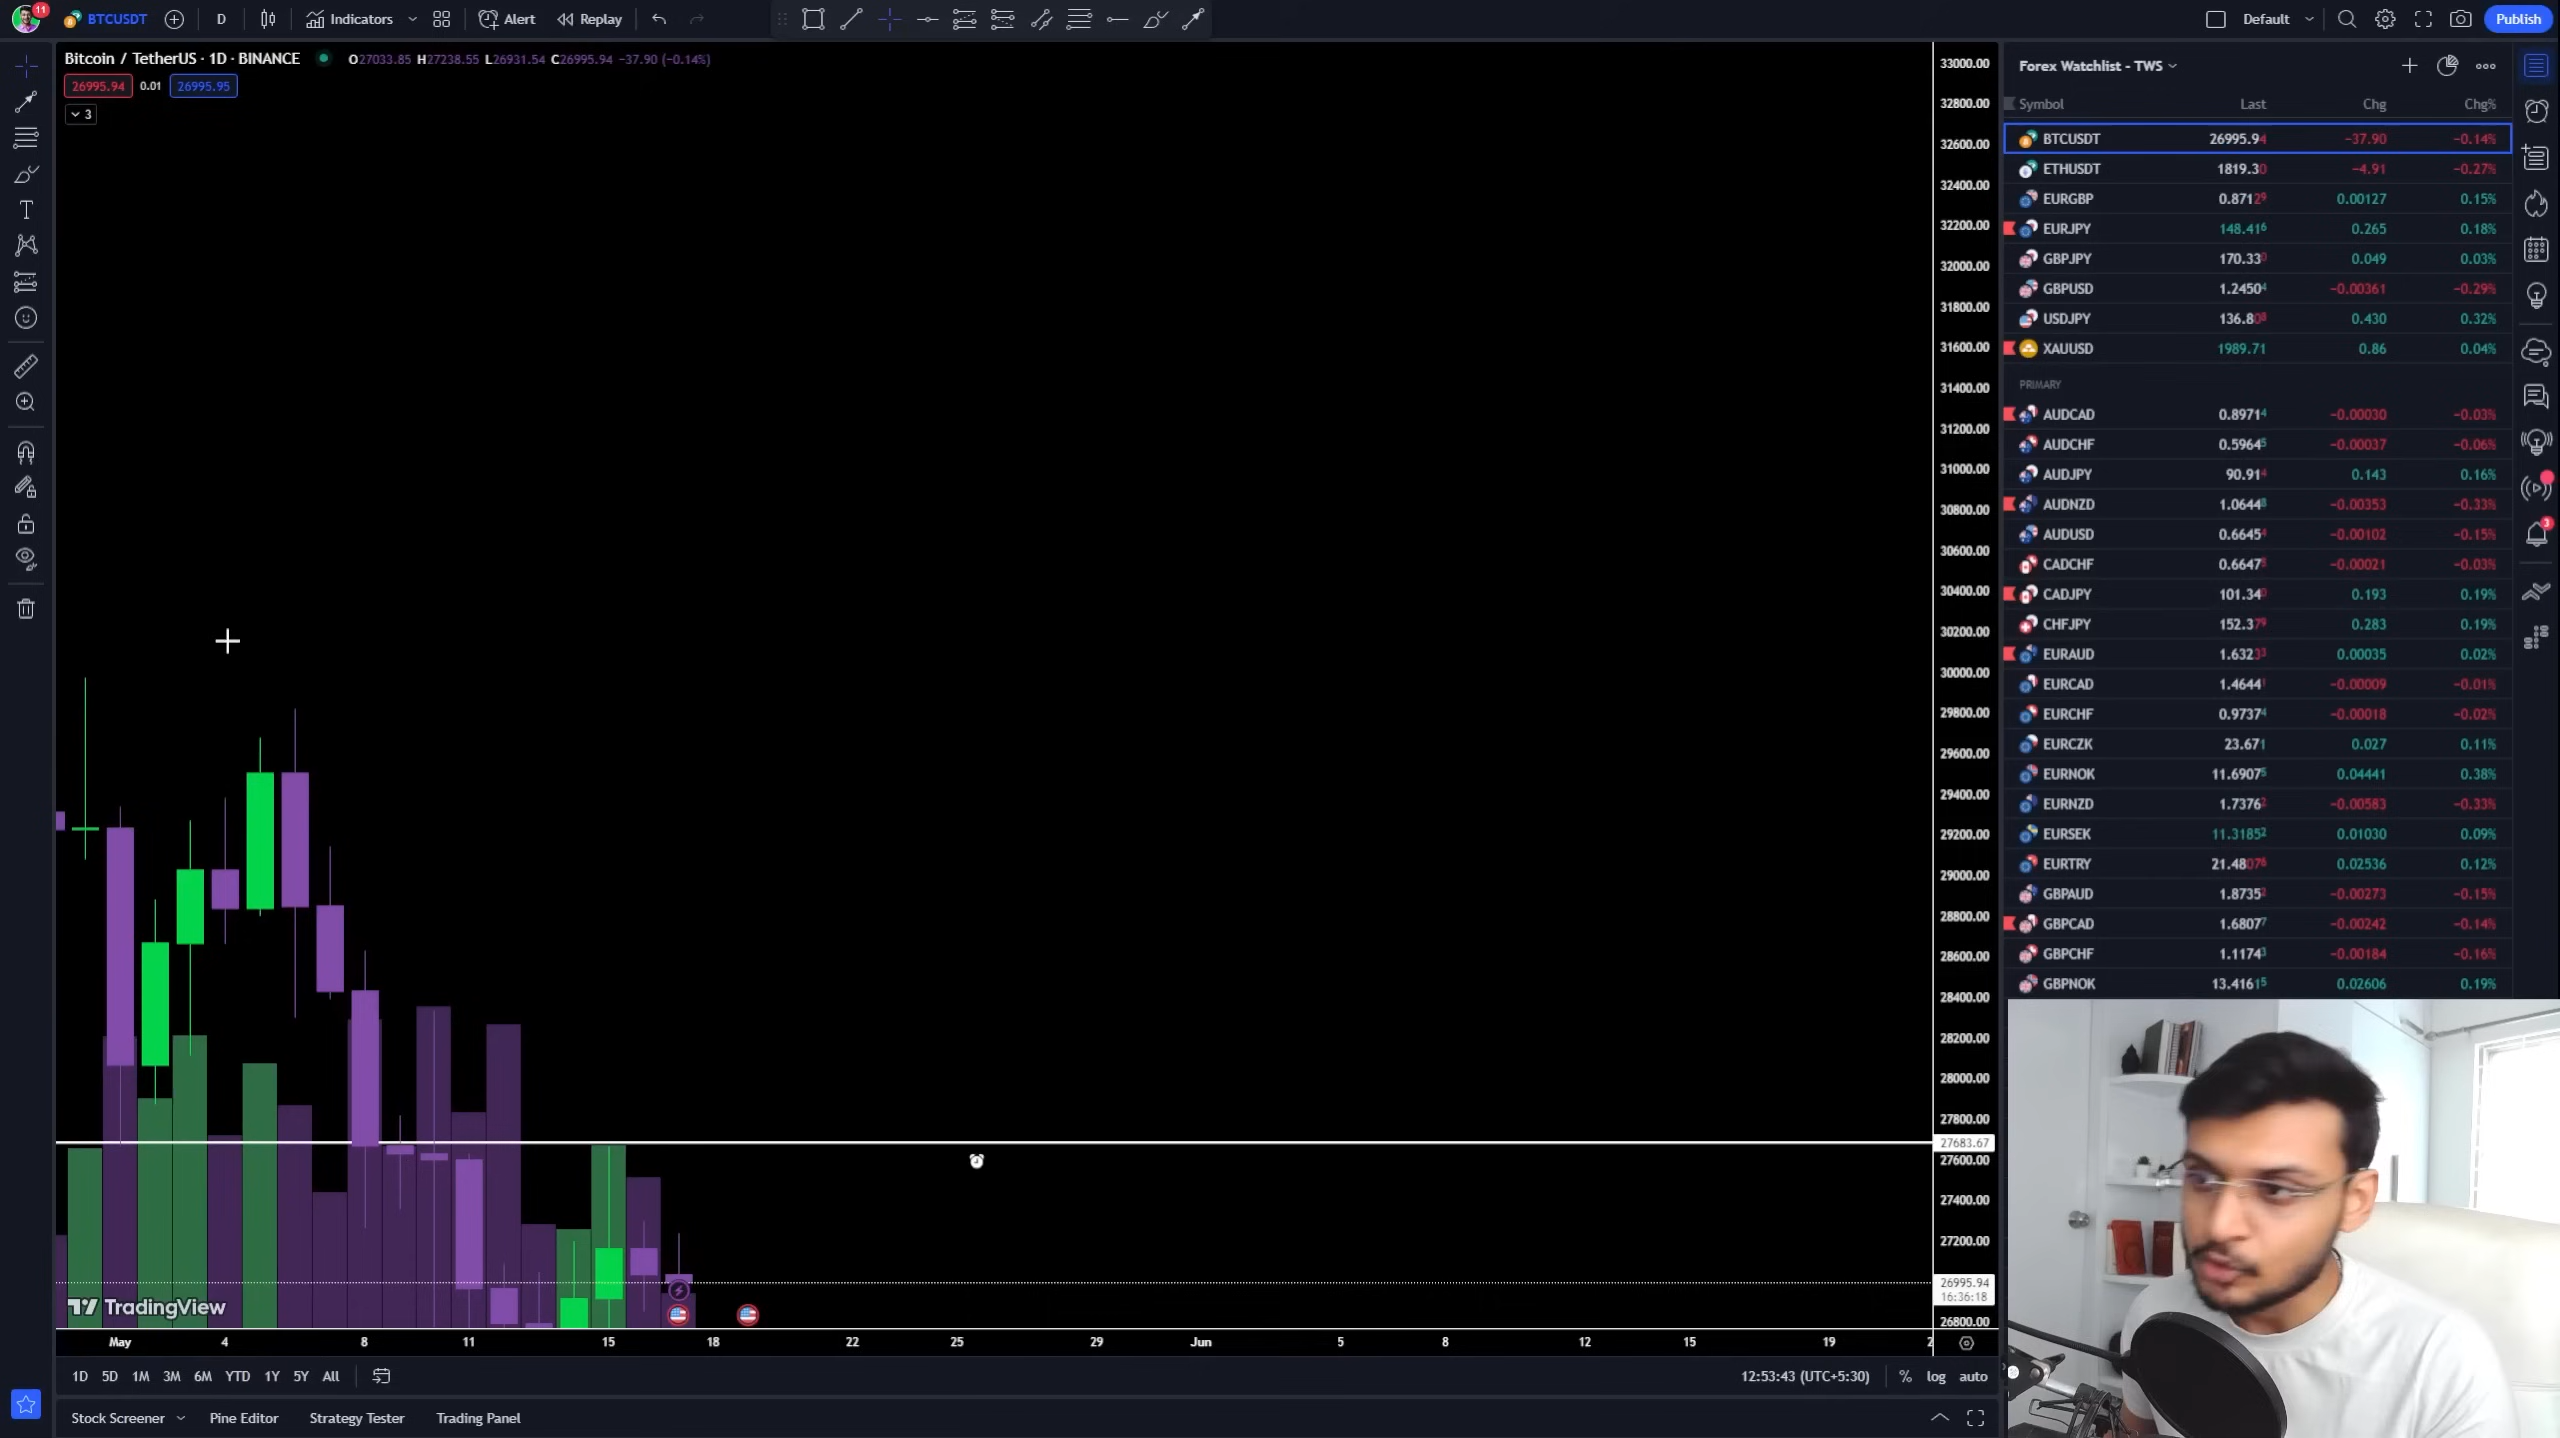 11 BTCUSDT D Indicators Alert Replay Default Publish
Bitcoin / TetherUS · 1D · BINANCE O27033.85 H27238.55 L26931.54 C26995.94 −37.90 (−0.14%)
26995.94 0.01 26995.95
3
33000.00
32800.00
32600.00
32400.00
32200.00
32000.00
31800.00
31600.00
31400.00
31200.00
31000.00
30800.00
30600.00
30400.00
30200.00
30000.00
29800.00
29600.00
29400.00
29200.00
29000.00
28800.00
28600.00
28400.00
28200.00
28000.00
27800.00
27683.67
27600.00
27400.00
27200.00
26995.94
16:36:18
26800.00
TradingView
May 4 8 11 15 18 22 25 29 Jun 5 8 12 15 19 2
1D 5D 1M 3M 6M YTD 1Y 5Y All 12:53:43 (UTC+5:30) % log auto
Stock Screener Pine Editor Strategy Tester Trading Panel
Forex Watchlist - TWS
Symbol Last Chg Chg%
BTCUSDT 26995.94 −37.90 −0.14%
ETHUSDT 1819.30 −4.91 −0.27%
EURGBP 0.87129 0.00127 0.15%
EURJPY 148.416 0.265 0.18%
GBPJPY 170.330 0.049 0.03%
GBPUSD 1.24504 −0.00361 −0.29%
USDJPY 136.808 0.430 0.32%
XAUUSD 1989.71 0.86 0.04%
PRIMARY
AUDCAD 0.89714 −0.00030 −0.03%
AUDCHF 0.59645 −0.00037 −0.06%
AUDJPY 90.914 0.143 0.16%
AUDNZD 1.06448 −0.00353 −0.33%
AUDUSD 0.66454 −0.00102 −0.15%
CADCHF 0.6647 −0.00021 −0.03%
CADJPY 101.340 0.193 0.19%
CHFJPY 152.379 0.283 0.19%
EURAUD 1.63233 0.00035 0.02%
EURCAD 1.46441 −0.00009 −0.01%
EURCHF 0.97374 −0.00018 −0.02%
EURCZK 23.671 0.027 0.11%
EURNOK 11.69075 0.04441 0.38%
EURNZD 1.73762 −0.00583 −0.33%
EURSEK 11.31852 0.01030 0.09%
EURTRY 21.48076 0.02536 0.12%
GBPAUD 1.87352 −0.00273 −0.15%
GBPCAD 1.68077 −0.00242 −0.14%
GBPCHF 1.11743 −0.00184 −0.16%
GBPNOK 13.41615 0.02606 0.19%
3